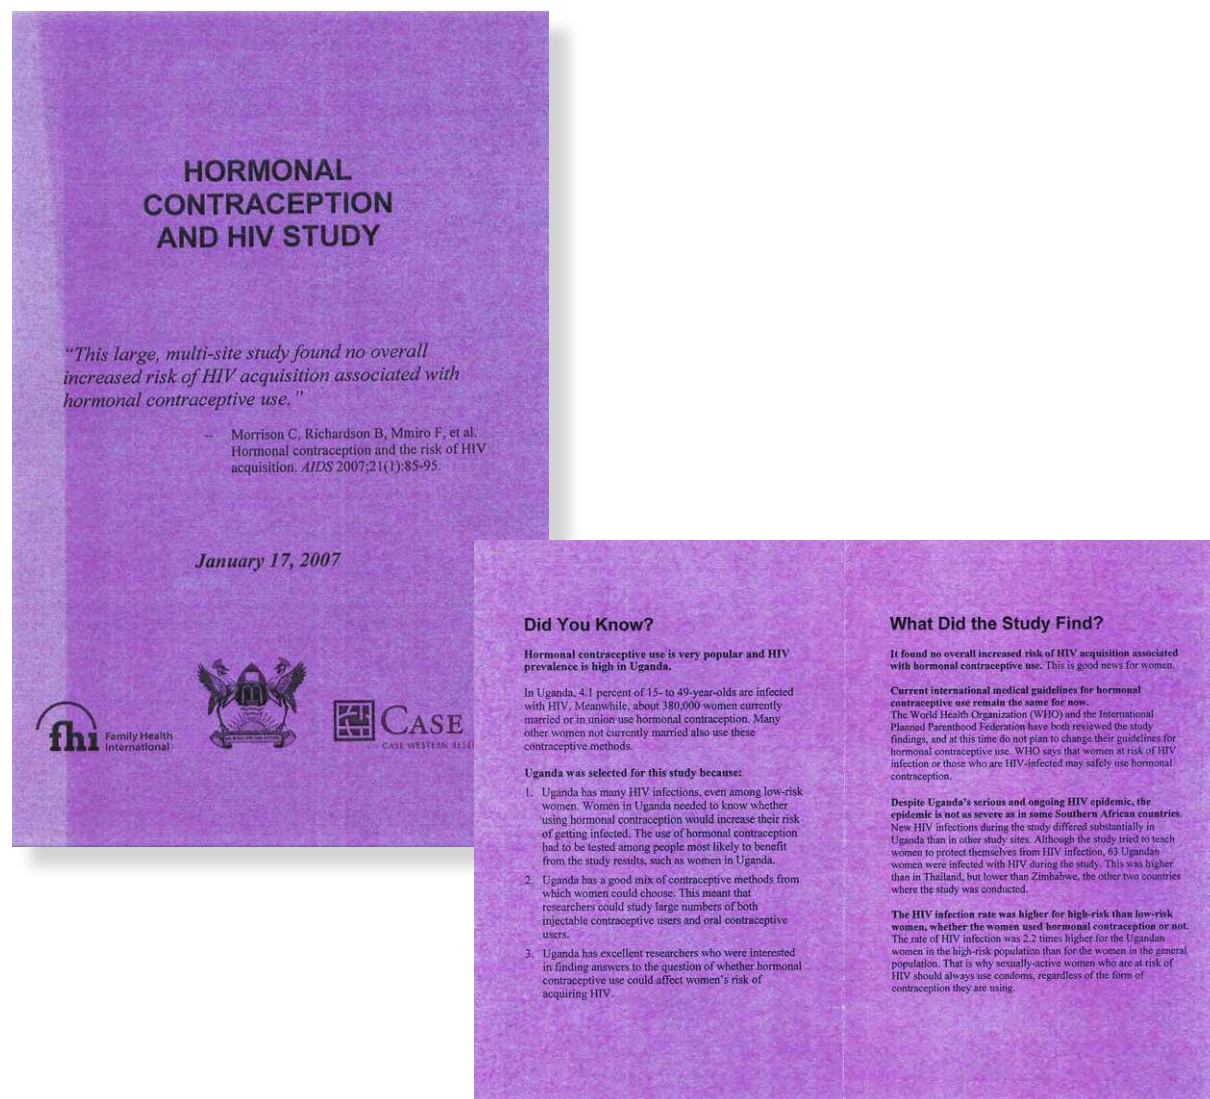 HORMONAL
CONTRACEPTION
AND HIV STUDY
"This large, multi-site study found no overall
increased risk of HIV acquisition associated with
hormonal contraceptive use."
– Morrison C, Richardson B, Mmiro F, et al.
Hormonal contraception and the risk of HIV
acquisition. AIDS 2007;21(1):85-95.
January 17, 2007
fhi Family Health
International
CASE
CASE WESTERN RESE
Did You Know?
Hormonal contraceptive use is very popular and HIV
prevalence is high in Uganda.
In Uganda, 4.1 percent of 15- to 49-year-olds are infected
with HIV. Meanwhile, about 380,000 women currently
married or in union use hormonal contraception. Many
other women not currently married also use these
contraceptive methods.
Uganda was selected for this study because:
1. Uganda has many HIV infections, even among low-risk
women. Women in Uganda needed to know whether
using hormonal contraception would increase their risk
of getting infected. The use of hormonal contraception
had to be tested among people most likely to benefit
from the study results, such as women in Uganda.
2. Uganda has a good mix of contraceptive methods from
which women could choose. This meant that
researchers could study large numbers of both
injectable contraceptive users and oral contraceptive
users.
3. Uganda has excellent researchers who were interested
in finding answers to the question of whether hormonal
contraceptive use could affect women's risk of
acquiring HIV.
What Did the Study Find?
It found no overall increased risk of HIV acquisition associated
with hormonal contraceptive use. This is good news for women.
Current international medical guidelines for hormonal
contraceptive use remain the same for now.
The World Health Organization (WHO) and the International
Planned Parenthood Federation have both reviewed the study
findings, and at this time do not plan to change their guidelines for
hormonal contraceptive use. WHO says that women at risk of HIV
infection or those who are HIV-infected may safely use hormonal
contraception.
Despite Uganda's serious and ongoing HIV epidemic, the
epidemic is not as severe as in some Southern African countries.
New HIV infections during the study differed substantially in
Uganda than in other study sites. Although the study tried to teach
women to protect themselves from HIV infection, 63 Ugandan
women were infected with HIV during the study. This was higher
than in Thailand, but lower than Zimbabwe, the other two countries
where the study was conducted.
The HIV infection rate was higher for high-risk than low-risk
women, whether the women used hormonal contraception or not.
The rate of HIV infection was 2.2 times higher for the Ugandan
women in the high-risk population than for the women in the general
population. That is why sexually-active women who are at risk of
HIV should always use condoms, regardless of the form of
contraception they are using.